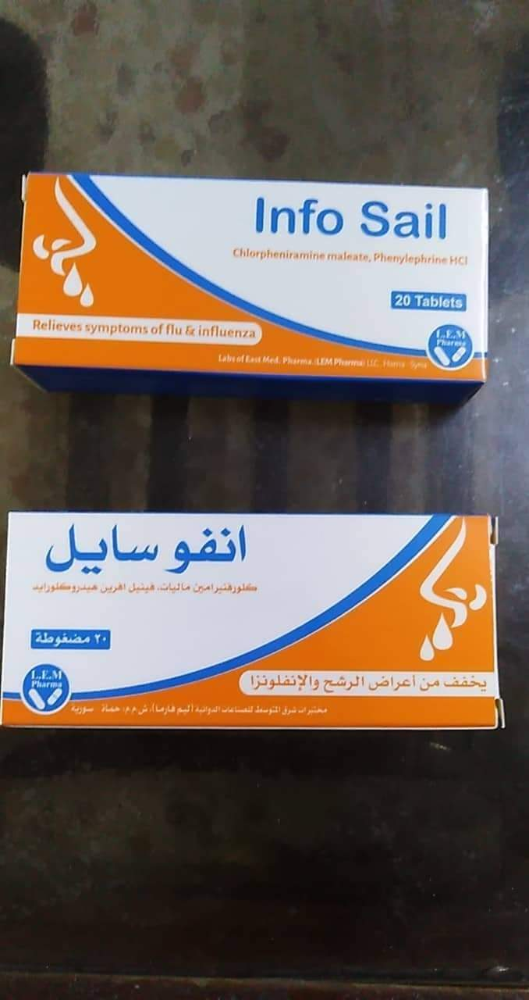 Info Sail
Chlorpheniramine maleate, Phenylephrine HCl
20 Tablets
Relieves symptoms of flu & influenza
L.E.M
Pharma
Labs of East Med. Pharma (LEM Pharma) LLC. Hama - Syria
انفو سايل
كلورفنيرامين ماليات، فينيل افرين هيدروكلورايد
٢٠ مضغوطة
L.E.M
Pharma
يخفف من أعراض الرشح والإنفلونزا
مختبرات شرق المتوسط للصناعات الدوائية (ليم فارما)، ش.م.م، حماة - سورية